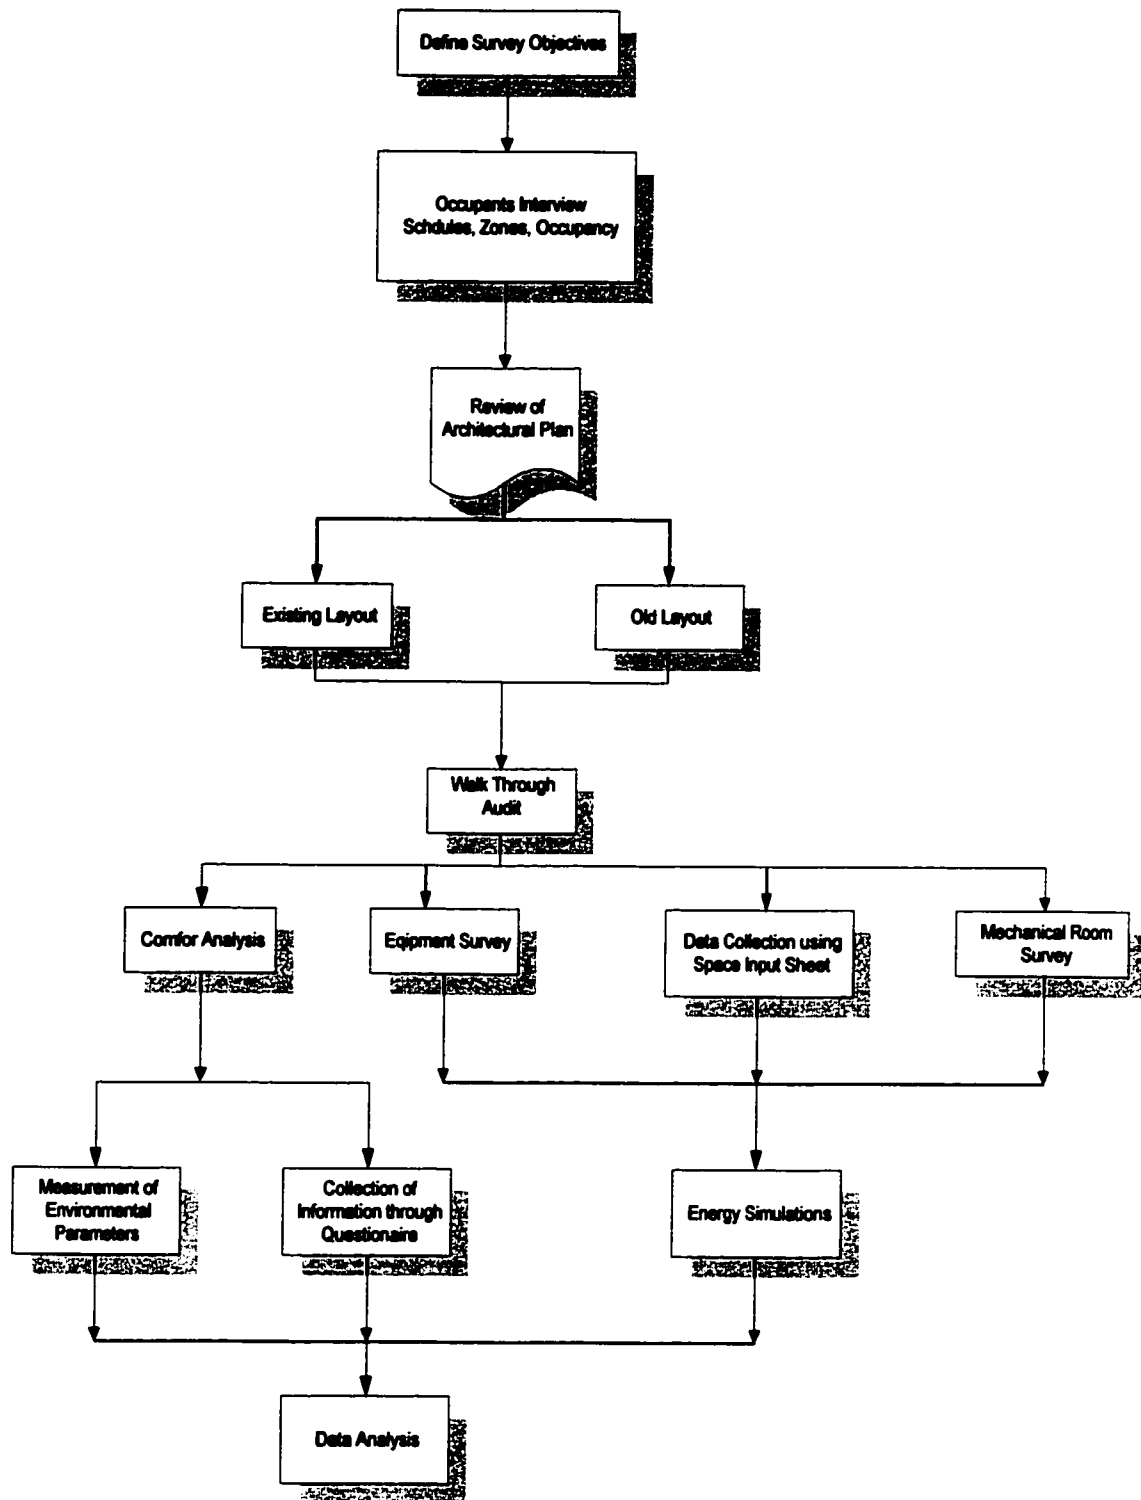 Define Survey Objectives
Occupants Interview
Schdules, Zones, Occupancy
Review of
Architectural Plan
Existing Layout
Old Layout
Walk Through
Audit
Comfor Analysis
Eqipment Survey
Data Collection using
Space Input Sheet
Mechanical Room
Survey
Measurement of
Environmental
Parameters
Collection of
Information through
Questionaire
Energy Simulations
Data Analysis